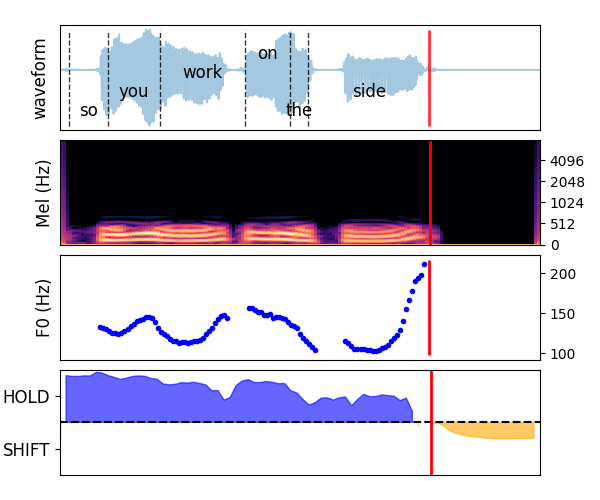 waveform
on
work
side
you
so
the
Mel (Hz)
4096
2048
1024
512
0
F0 (Hz)
200
150
100
HOLD
SHIFT